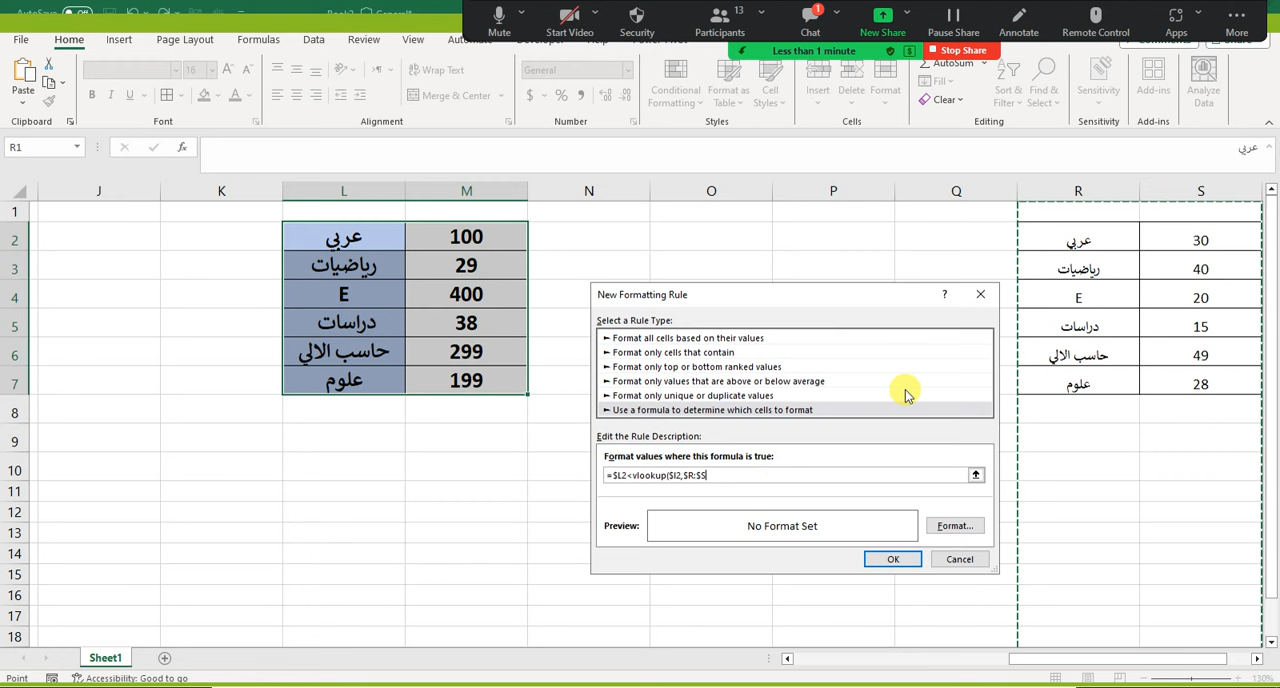 AutoSave Off Book2 General*
Mute
Start Video
Security
13
Participants
1
Chat
New Share
Pause Share
Annotate
Remote Control
Apps
More
Less than 1 minute $ Stop Share
File Home Insert Page Layout Formulas Data Review View
Paste
16
Wrap Text
General
Conditional Formatting
Format as Table
Cell Styles
Insert Delete Format
AutoSum
Fill
Clear
Sort & Filter
Find & Select
Sensitivity
Add-ins
Analyze Data
B I U
Merge & Center
Clipboard Font Alignment Number Styles Cells Editing Sensitivity Add-ins
R1 fx عربي
J K L M N O P Q R S
1
2 عربي 100 عربي 30
3 رياضيات 29 رياضيات 40
4 E 400 E 20
5 دراسات 38 دراسات 15
6 حاسب الالي 299 حاسب الالي 49
7 علوم 199 علوم 28
8
9
10
11
12
13
14
15
16
17
18
New Formatting Rule ?
Select a Rule Type:
► Format all cells based on their values
► Format only cells that contain
► Format only top or bottom ranked values
► Format only values that are above or below average
► Format only unique or duplicate values
► Use a formula to determine which cells to format
Edit the Rule Description:
Format values where this formula is true:
=$L2<vlookup($l2,$R:$S
Preview: No Format Set Format...
OK Cancel
Sheet1
Point Accessibility: Good to go 130%